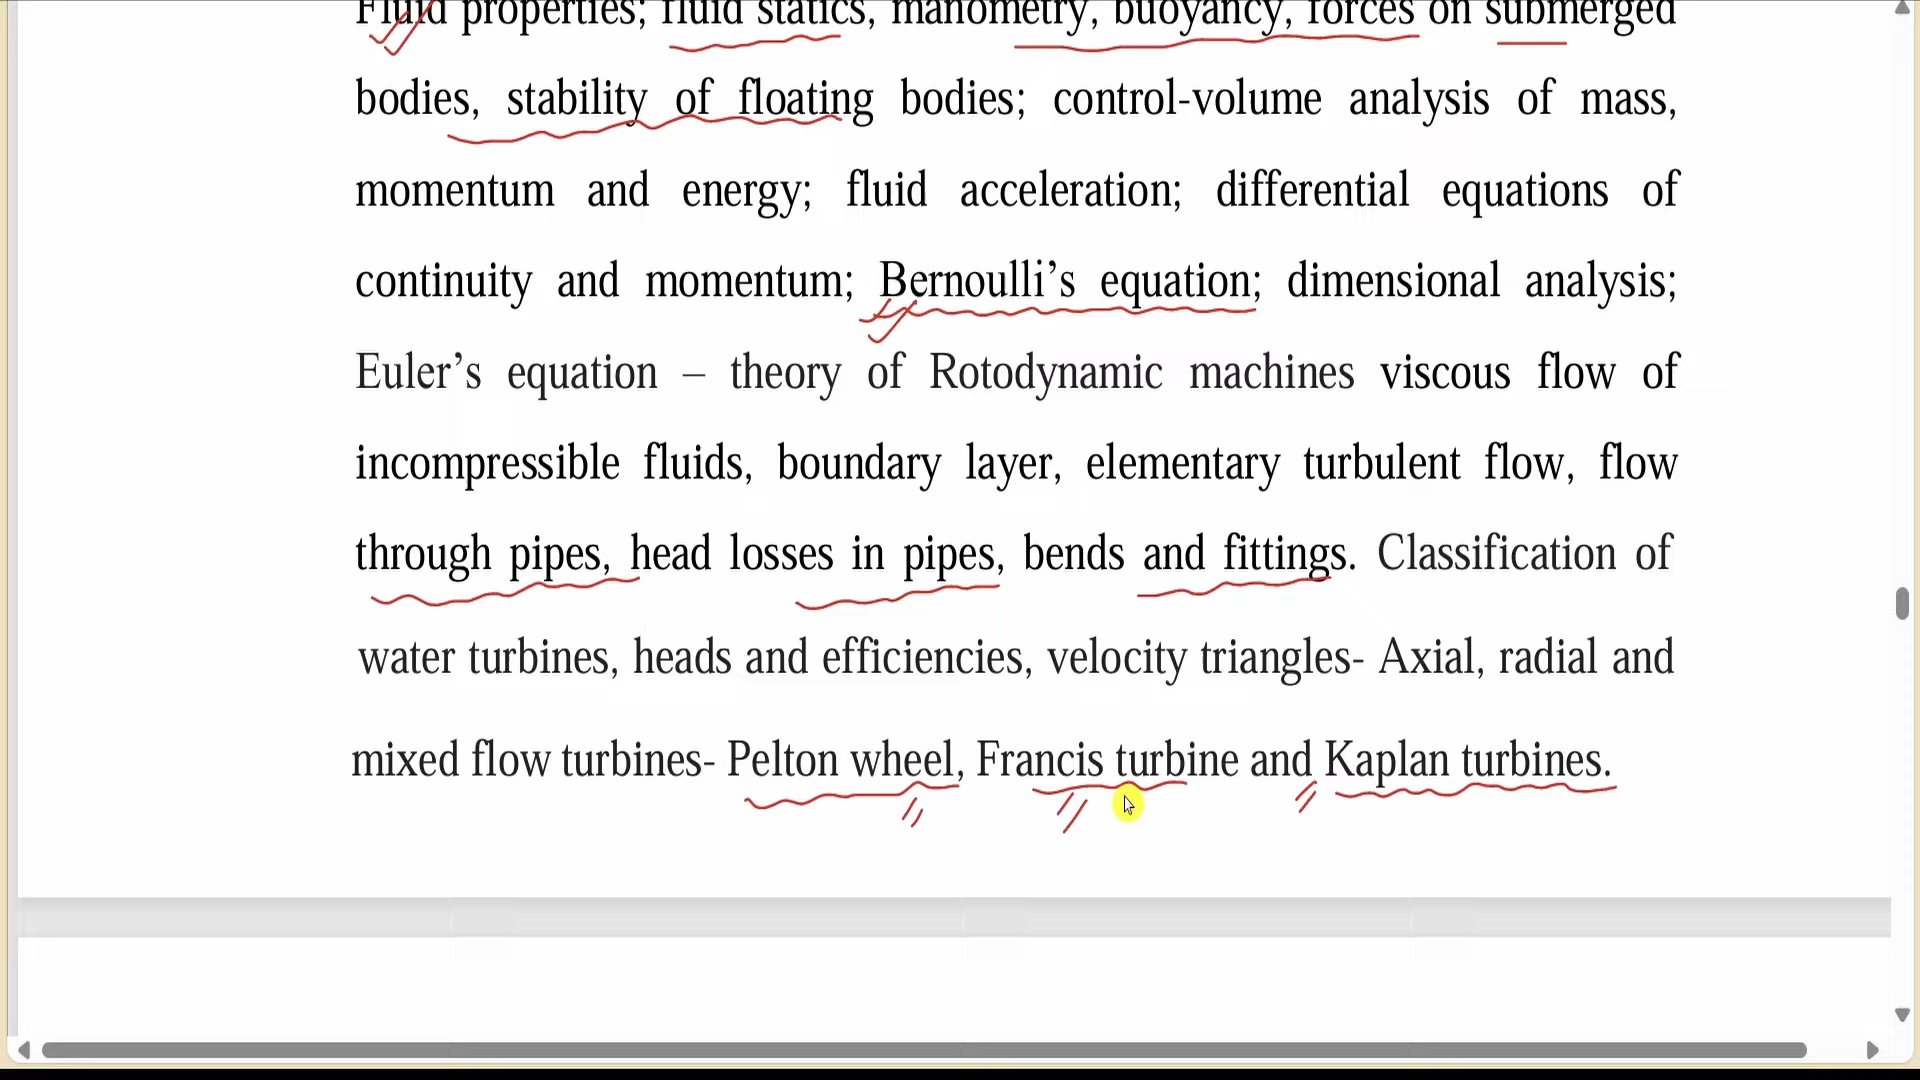 Fluid properties; fluid statics, manometry, buoyancy, forces on submerged
bodies, stability of floating bodies; control-volume analysis of mass,
momentum and energy; fluid acceleration; differential equations of
continuity and momentum; Bernoulli’s equation; dimensional analysis;
Euler’s equation – theory of Rotodynamic machines viscous flow of
incompressible fluids, boundary layer, elementary turbulent flow, flow
through pipes, head losses in pipes, bends and fittings. Classification of
water turbines, heads and efficiencies, velocity triangles- Axial, radial and
mixed flow turbines- Pelton wheel, Francis turbine and Kaplan turbines.